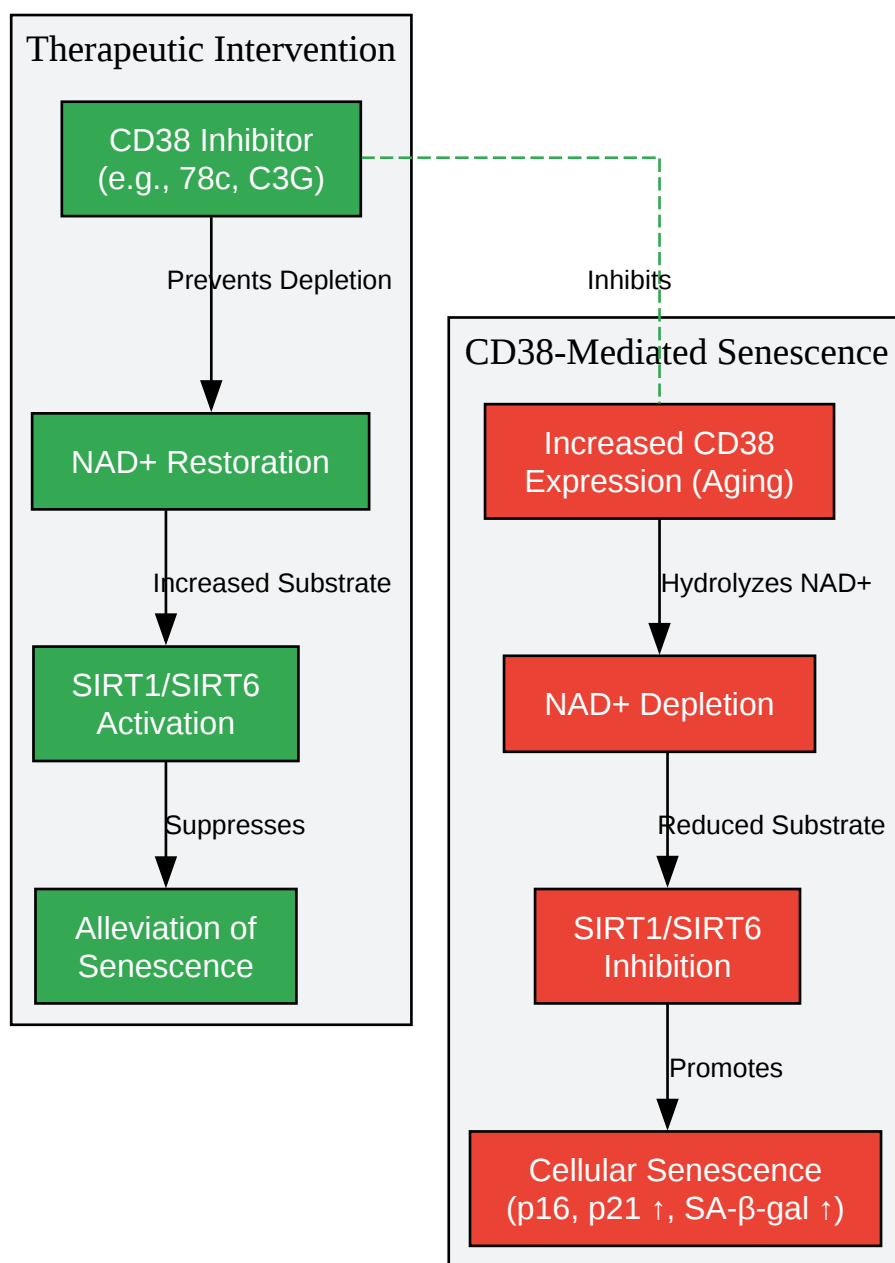 Therapeutic Intervention
CD38 Inhibitor
(e.g., 78c, C3G)
Prevents Depletion
NAD+ Restoration
Increased Substrate
SIRT1/SIRT6
Activation
Suppresses
Alleviation of
Senescence
Inhibits
CD38-Mediated Senescence
Increased CD38
Expression (Aging)
Hydrolyzes NAD+
NAD+ Depletion
Reduced Substrate
SIRT1/SIRT6
Inhibition
Promotes
Cellular Senescence
(p16, p21 ↑, SA-β-gal ↑)